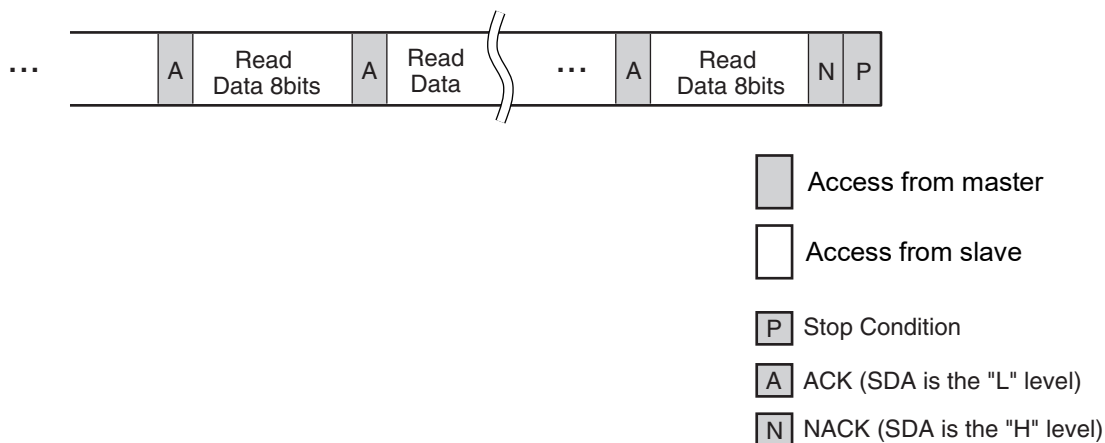 ... A Read Data 8bits A Read Data ... A Read Data 8bits N P
Access from master
Access from slave
P Stop Condition
A ACK (SDA is the "L" level)
N NACK (SDA is the "H" level)